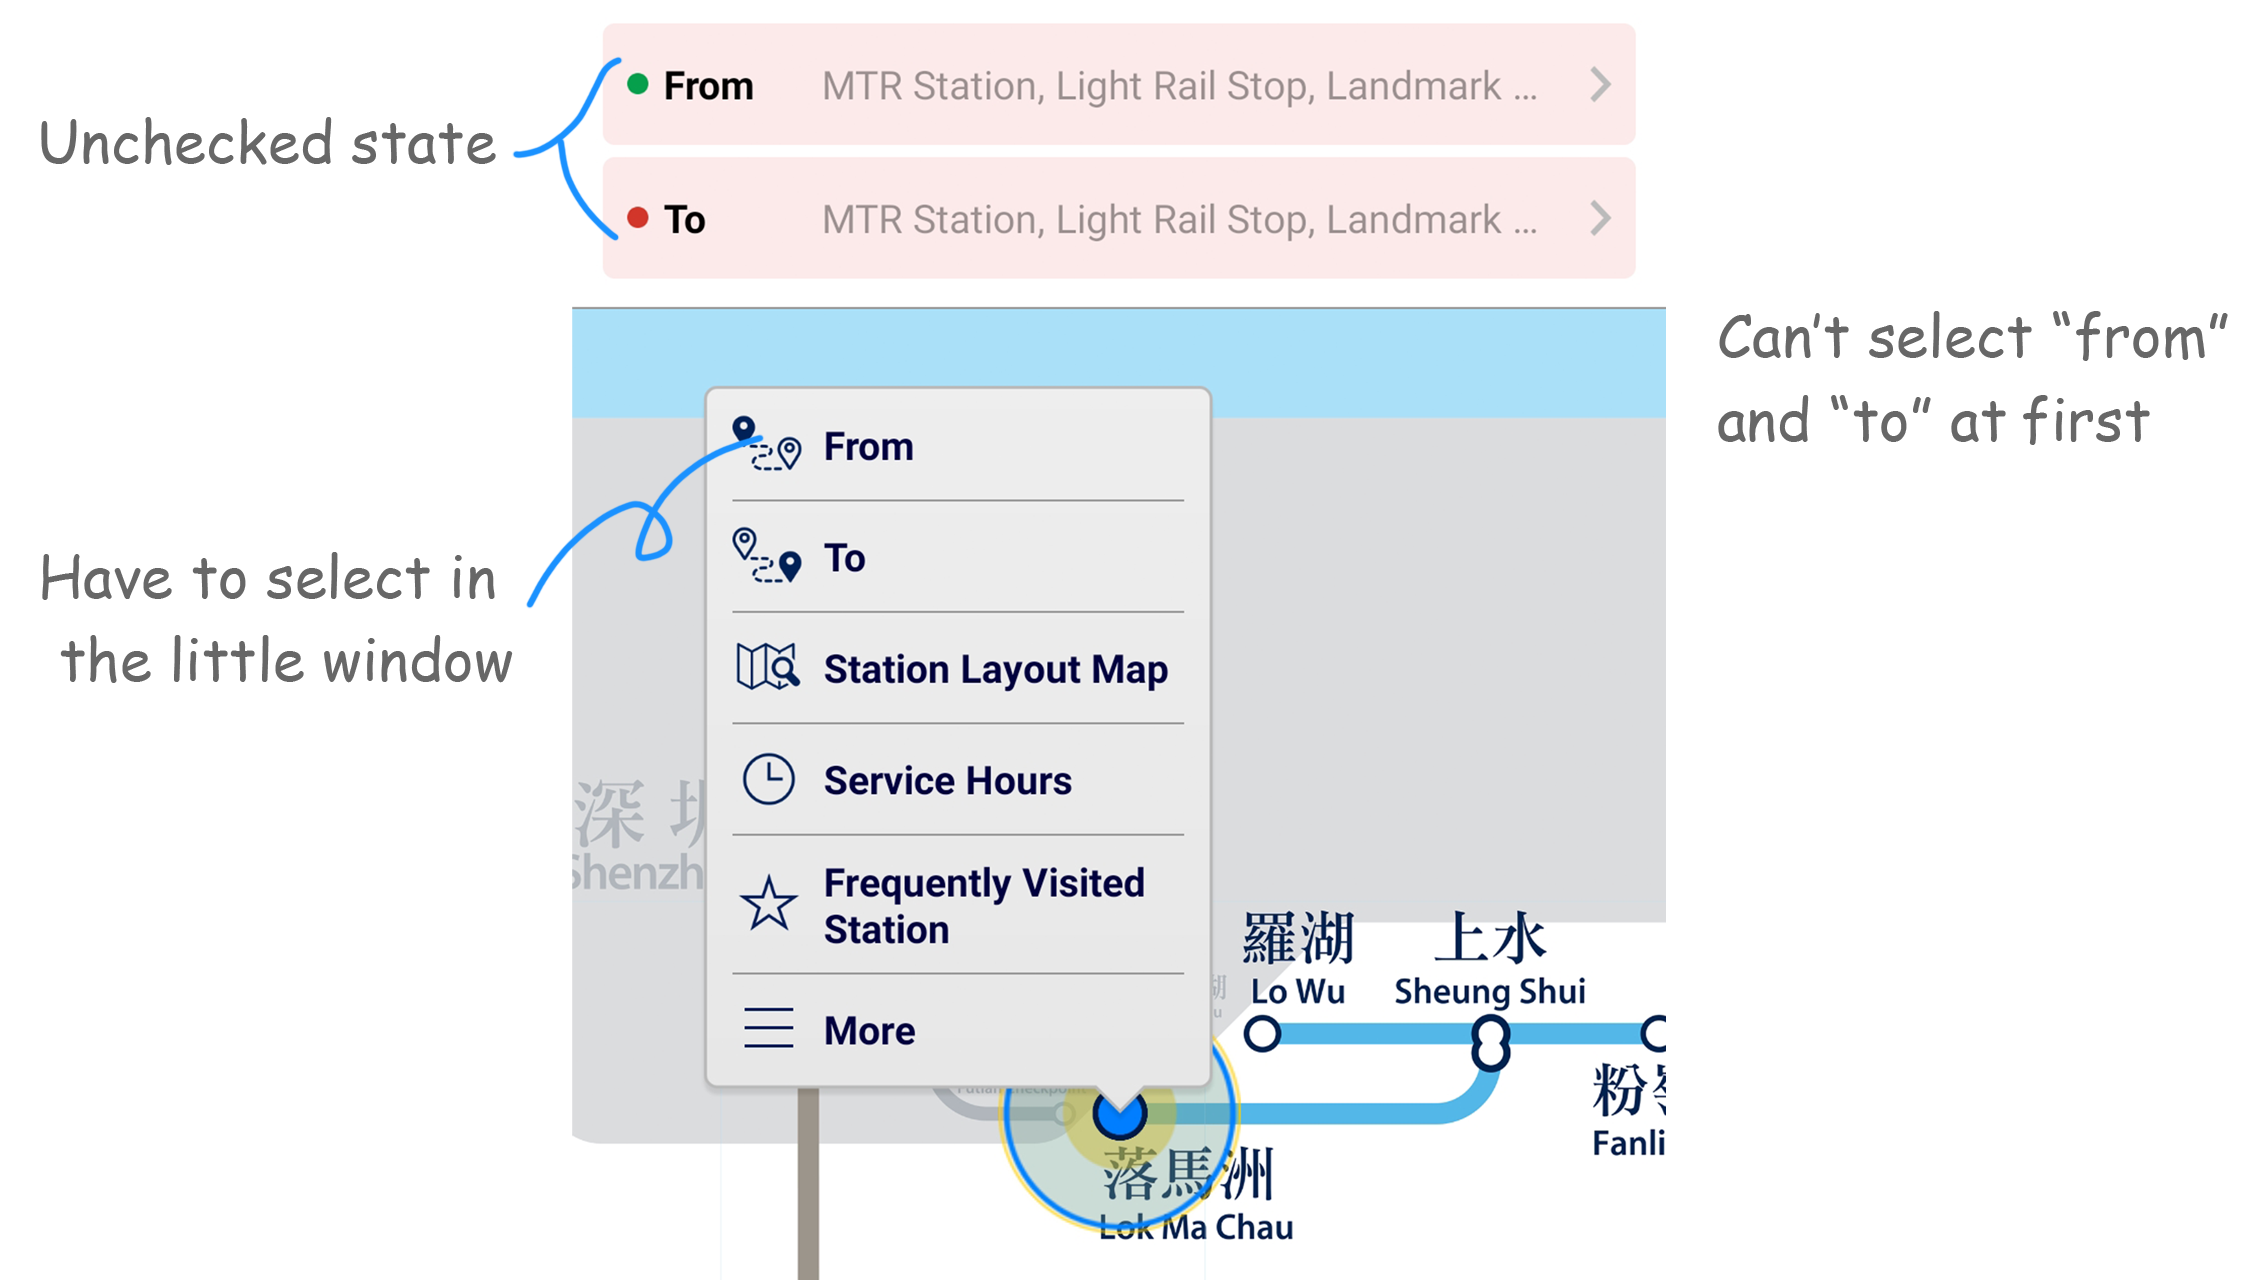 From MTR Station, Light Rail Stop, Landmark ...
Unchecked state
To MTR Station, Light Rail Stop, Landmark ...
Can't select “from”
and “to” at first
From
To
Have to select in
the little window
Station Layout Map
Service Hours
深
Frequently Visited
Station
羅湖
Lo Wu
上水
Sheung Shui
More
Futian Checkpoint
粉
Fanli
落馬洲
Lok Ma Chau